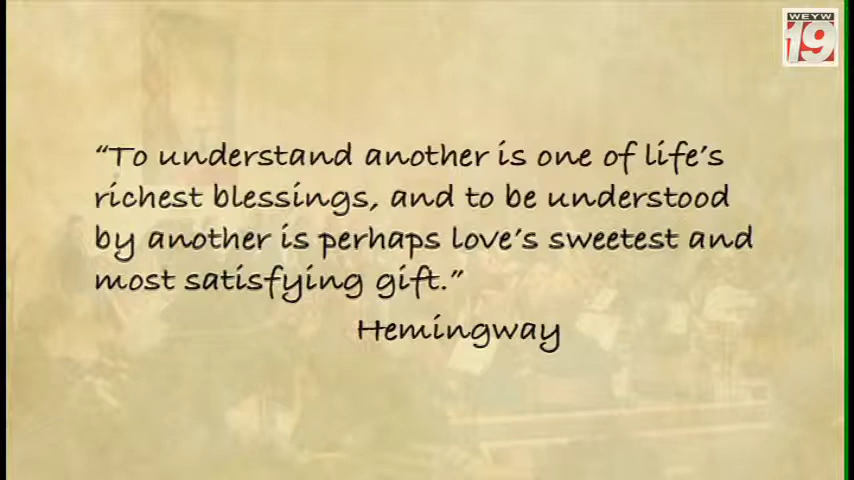 WEYW
19
“To understand another is one of life’s
richest blessings, and to be understood
by another is perhaps love’s sweetest and
most satisfying gift.”
Hemingway